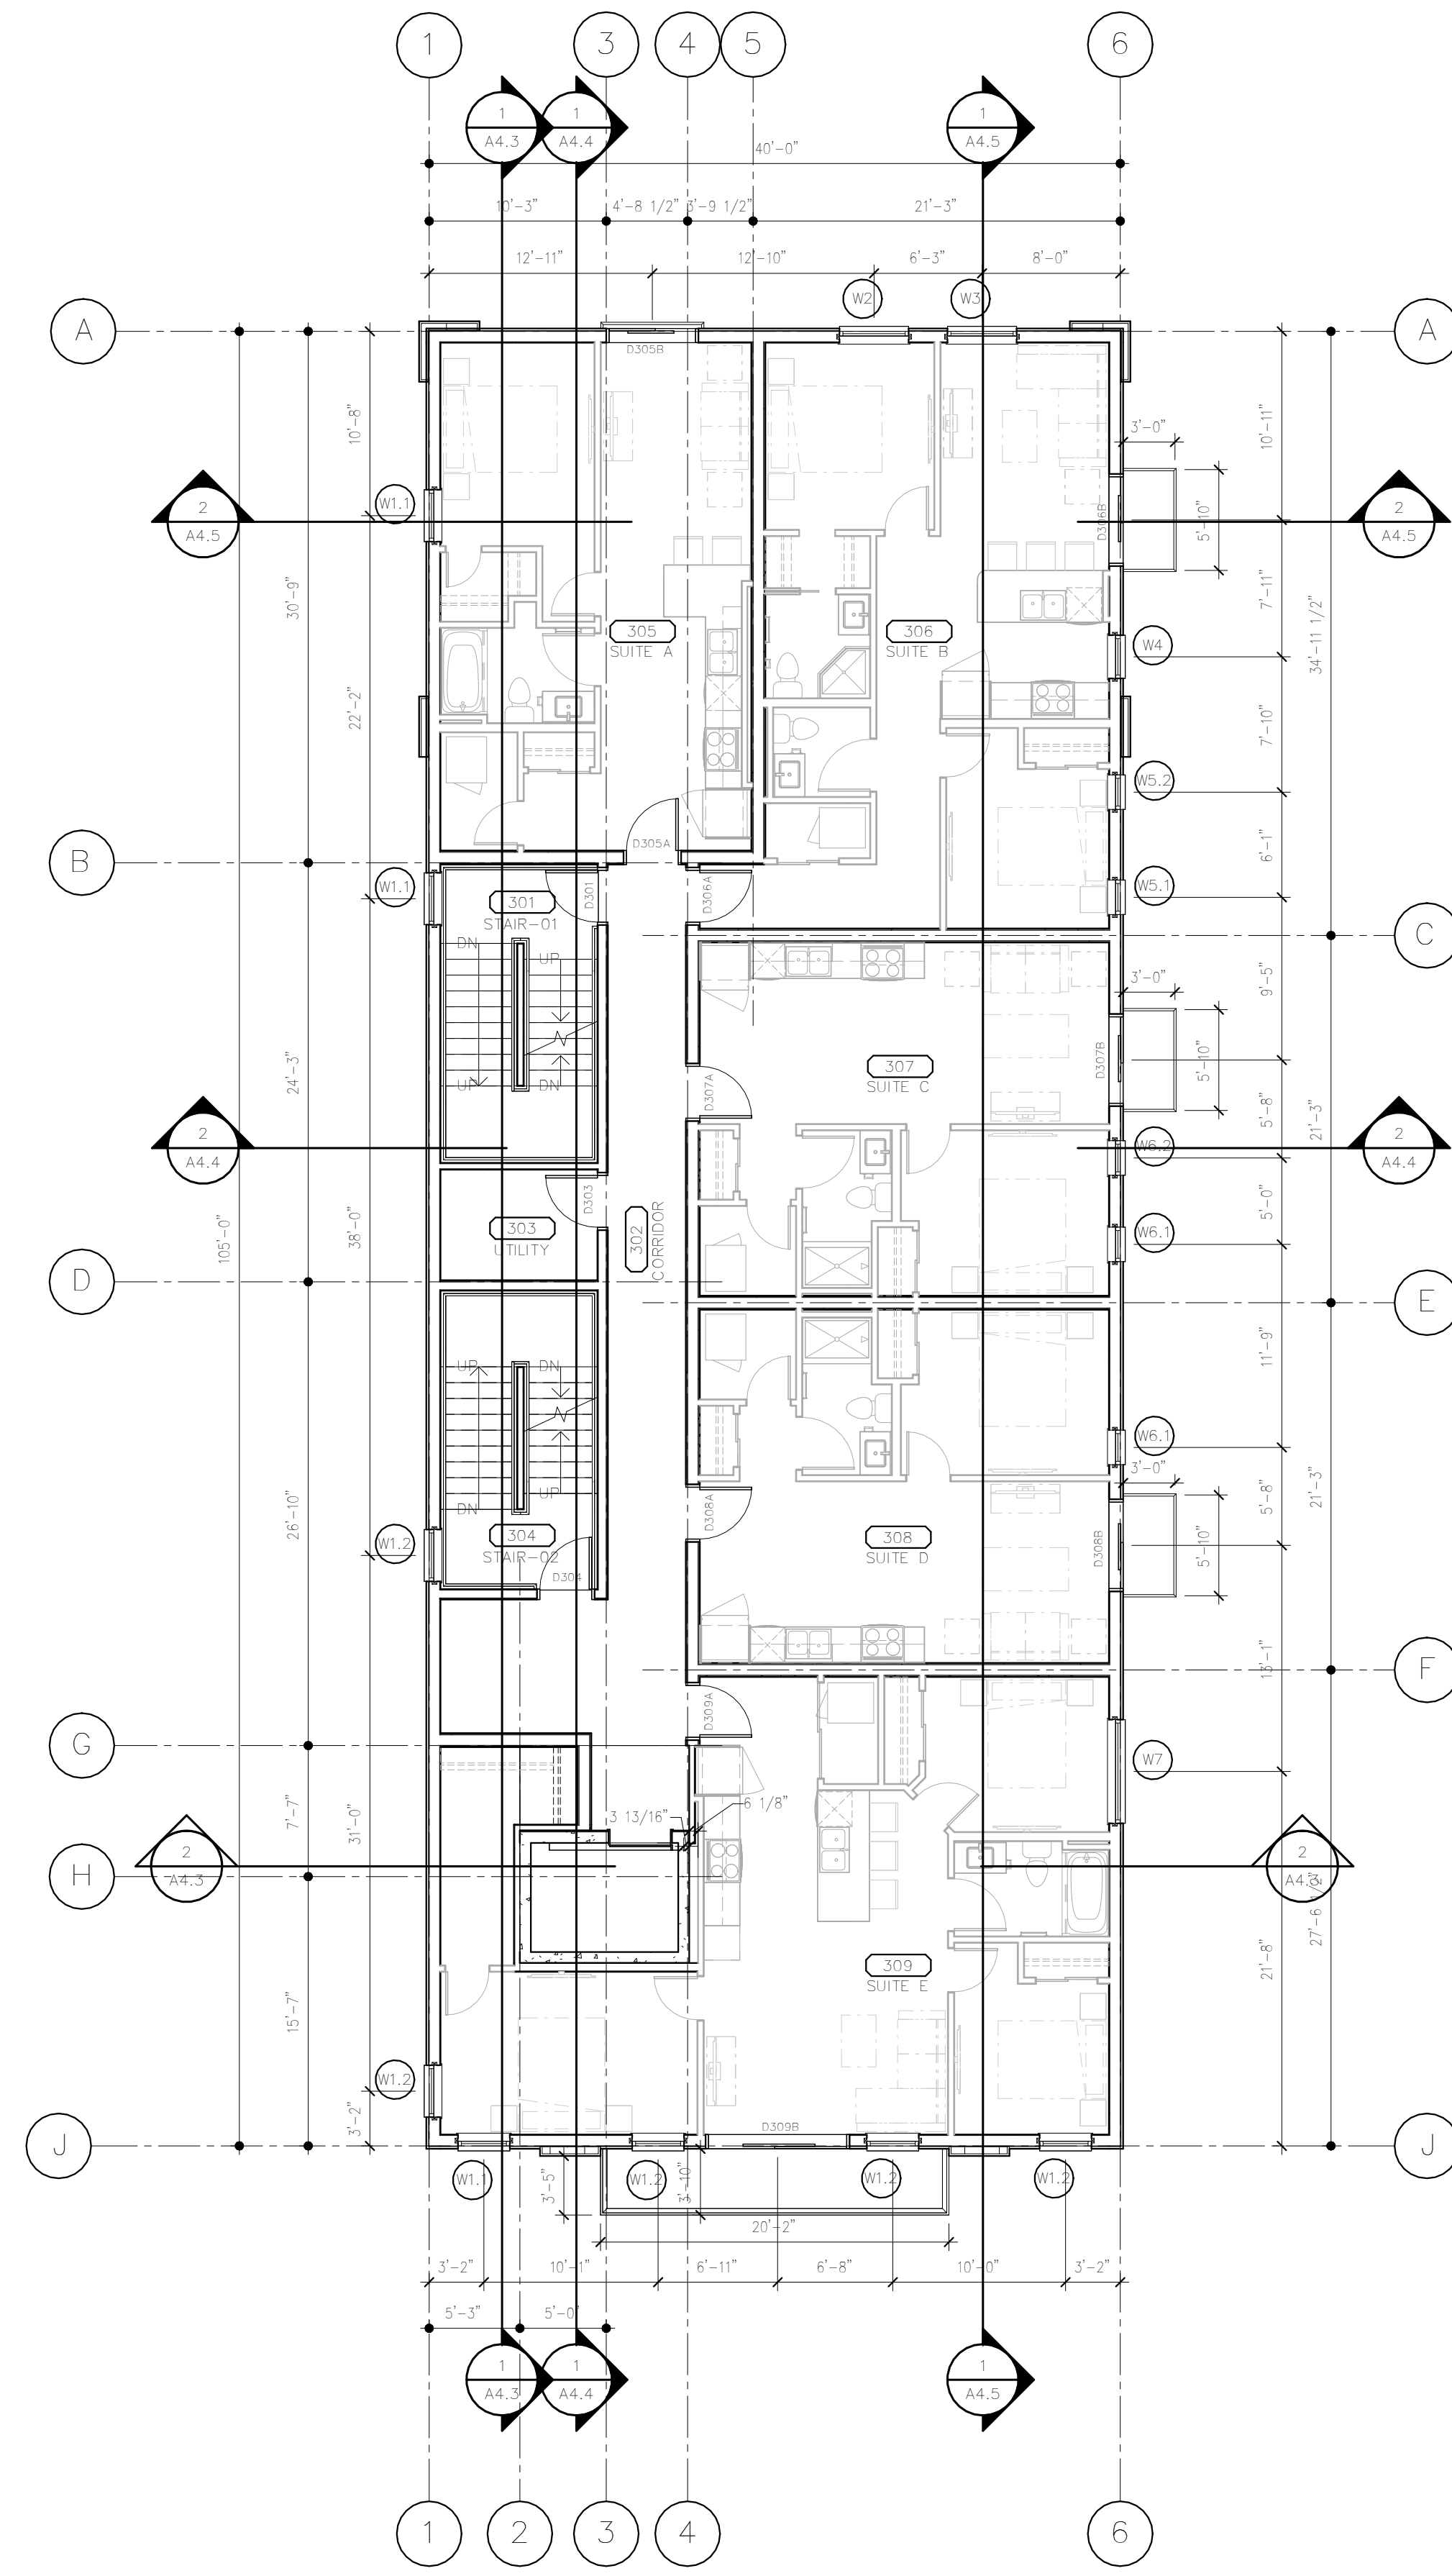 1 3 4 5 6
1 1 1
A4.3 A4.4 A4.5
40'-0"
10'-3" 4'-8 1/2" 3'-9 1/2" 21'-3"
12'-11" 12'-10" 6'-3" 8'-0"
W2 W3
A A
D305B
10'-8" 10'-11"
3'-0"
W1.1
2 2
A4.5 A4.5
D306B 5'-10"
30'-9" 7'-11"
34'-11 1/2"
305 306
SUITE A SUITE B
W4
22'-2" 7'-10"
W5.2
D305A
6'-1"
B
W1.1 W5.1
301 D301 D306A
STAIR-01
C
DN UP
9'-5" 3'-0"
307
SUITE C
D307A D307B 5'-10"
24'-3"
UP DN
5'-8" 21'-3"
2 2
A4.4 A4.4
W6.2
D303
5'-0"
303
UTILITY
302
CORRIDOR
W6.1
105'-0" 38'-0"
D E
11'-9"
UP DN
W6.1
3'-0"
26'-10" 5'-8" 21'-3"
DN UP
D308A
304
STAIR-02
308
SUITE D
D308B 5'-10"
W1.2
D304
13'-1"
F
D309A
G
W7
3 13/16" 6 1/8"
7'-7" 31'-0"
2 2
A4.3 A4.3
H
27'-6 1/2"
21'-8"
309
SUITE E
15'-7"
W1.2
3'-2"
D309B
J J
W1.1 W1.2 W1.2 W1.2
3'-5" 3'-10"
20'-2"
3'-2" 10'-1" 6'-11" 6'-8" 10'-0" 3'-2"
5'-3" 5'-0"
1 1 1
A4.3 A4.4 A4.5
1 2 3 4 6